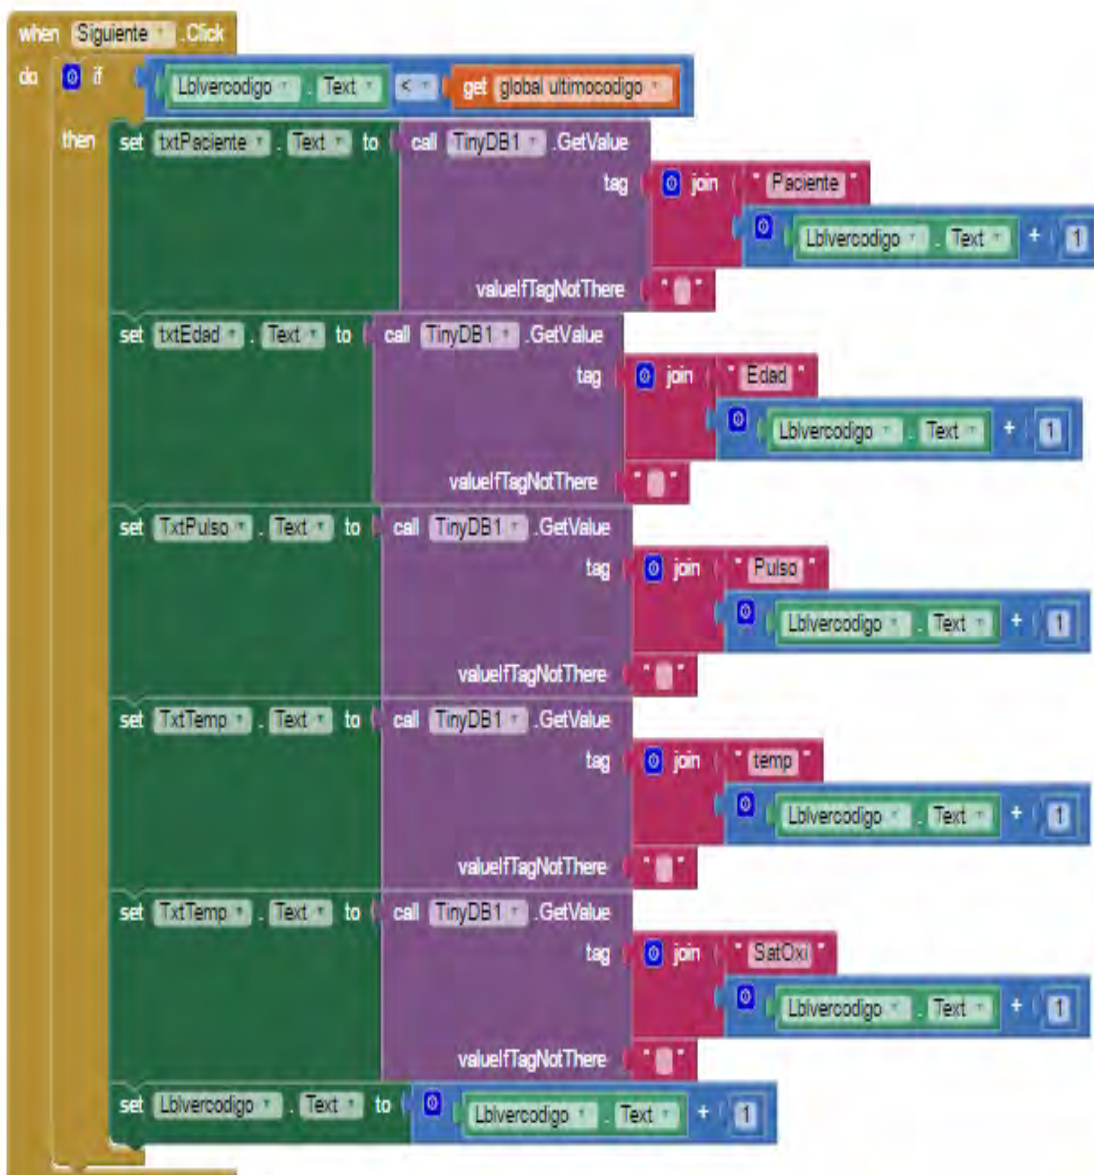 when Siguiente .Click
do if Lblvercodigo . Text < get global ultimocodigo
then set txtPaciente . Text to call TinyDB1 .GetValue
tag join " Paciente "
Lblvercodigo . Text + 1
valueIfTagNotThere " "
set txtEdad . Text to call TinyDB1 .GetValue
tag join " Edad "
Lblvercodigo . Text + 1
valueIfTagNotThere " "
set TxtPulso . Text to call TinyDB1 .GetValue
tag join " Pulso "
Lblvercodigo . Text + 1
valueIfTagNotThere " "
set TxtTemp . Text to call TinyDB1 .GetValue
tag join " temp "
Lblvercodigo . Text + 1
valueIfTagNotThere " "
set TxtTemp . Text to call TinyDB1 .GetValue
tag join " SatOxi "
Lblvercodigo . Text + 1
valueIfTagNotThere " "
set Lblvercodigo . Text to Lblvercodigo . Text + 1